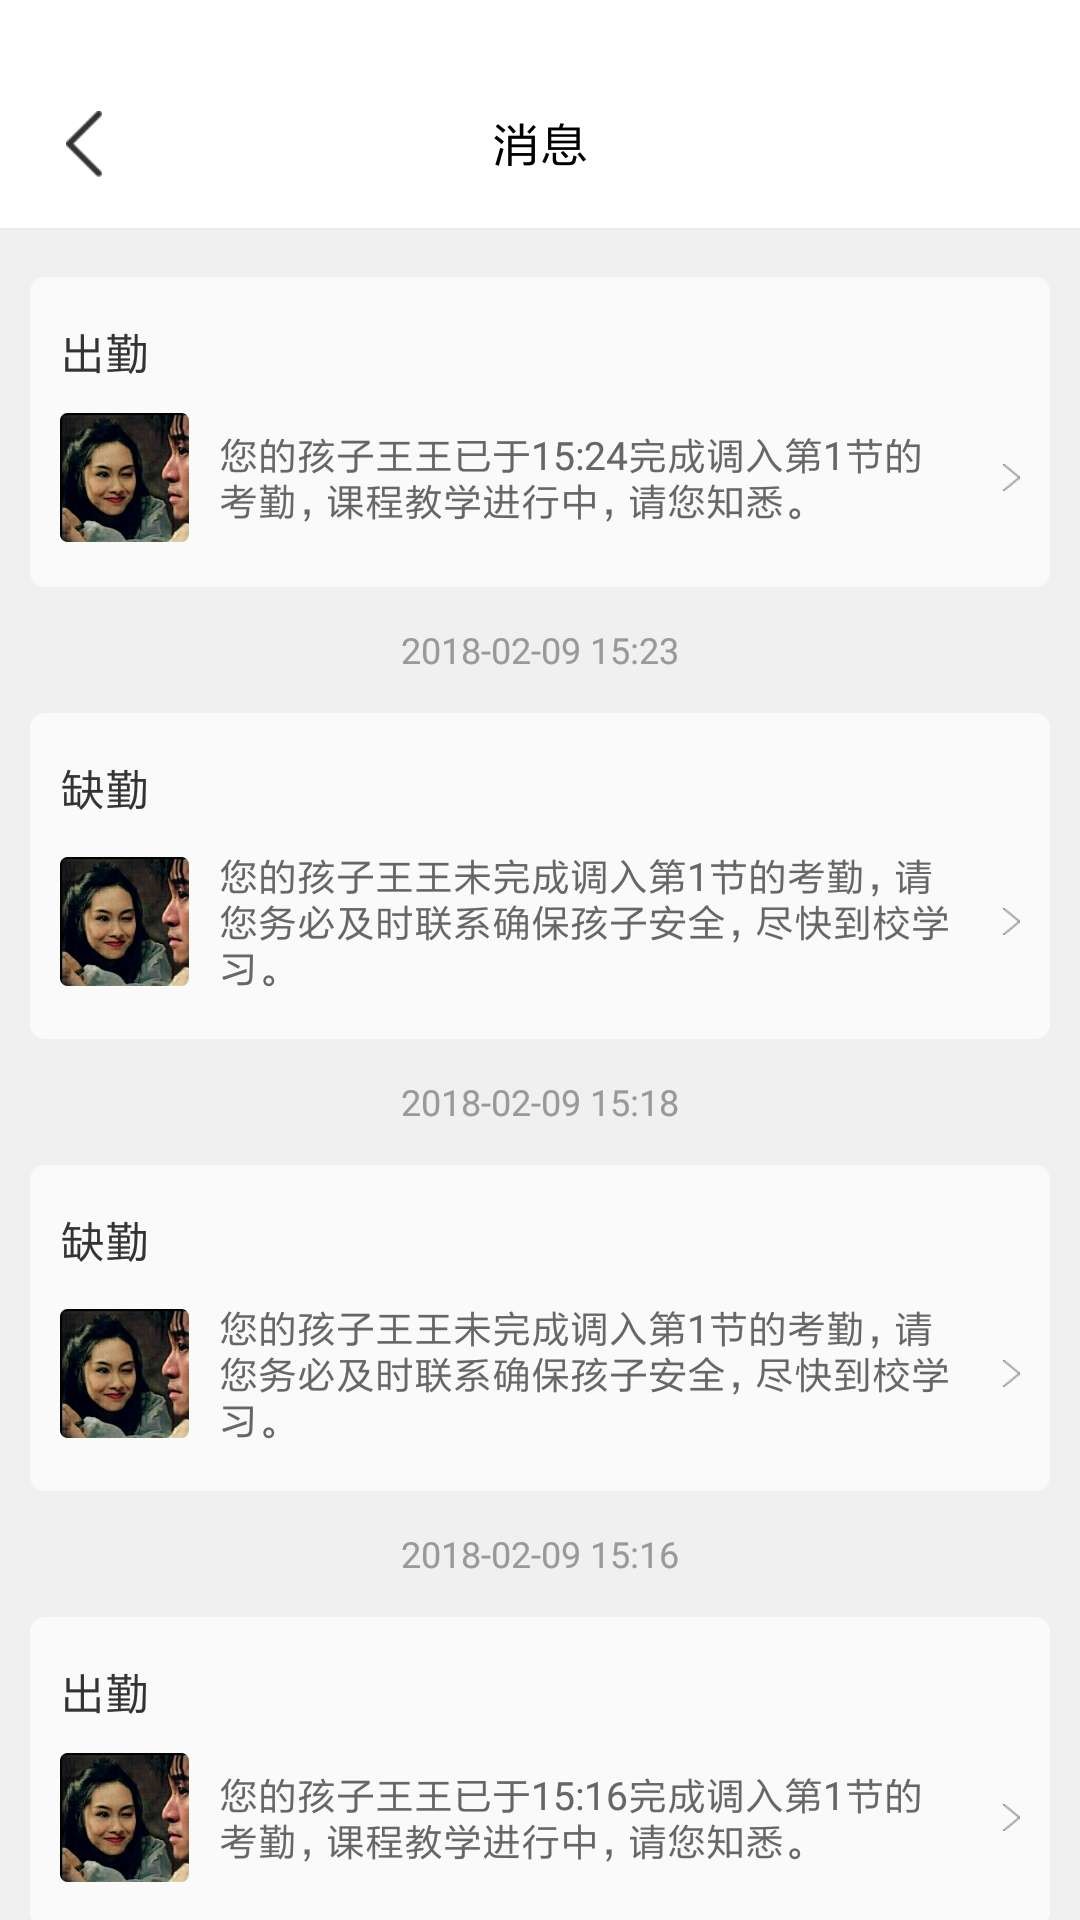 消息
出勤
您的孩子王王已于15:24完成调入第1节的
考勤，课程教学进行中，请您知悉。
2018-02-09 15:23
缺勤
您的孩子王王未完成调入第1节的考勤，请
您务必及时联系确保孩子安全，尽快到校学
习。
2018-02-09 15:18
缺勤
您的孩子王王未完成调入第1节的考勤，请
您务必及时联系确保孩子安全，尽快到校学
习。
2018-02-09 15:16
出勤
您的孩子王王已于15:16完成调入第1节的
考勤，课程教学进行中，请您知悉。